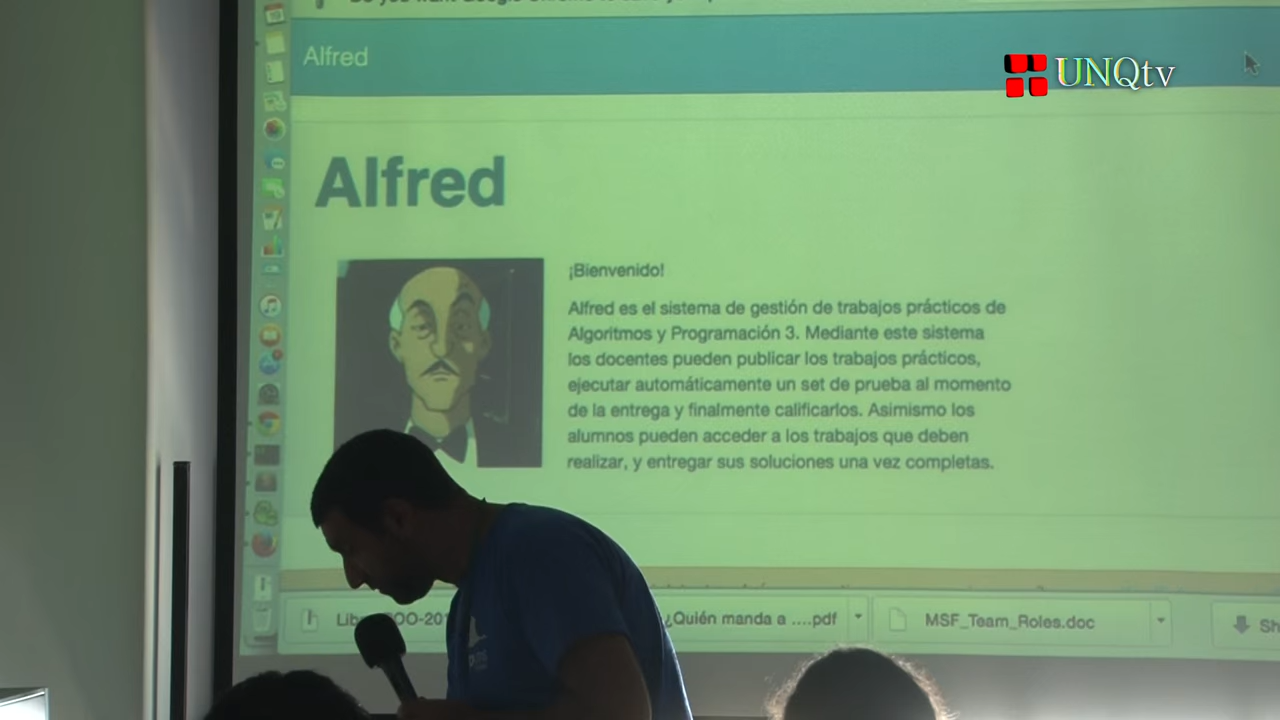 Alfred
UNQtv
Alfred
¡Bienvenido!
Alfred es el sistema de gestión de trabajos prácticos de
Algoritmos y Programación 3. Mediante este sistema
los docentes pueden publicar los trabajos prácticos,
ejecutar automáticamente un set de prueba al momento
de la entrega y finalmente calificarlos. Asimismo los
alumnos pueden acceder a los trabajos que deben
realizar, y entregar sus soluciones una vez completas.
¿Quién manda a ....pdf
MSF_Team_Roles.doc